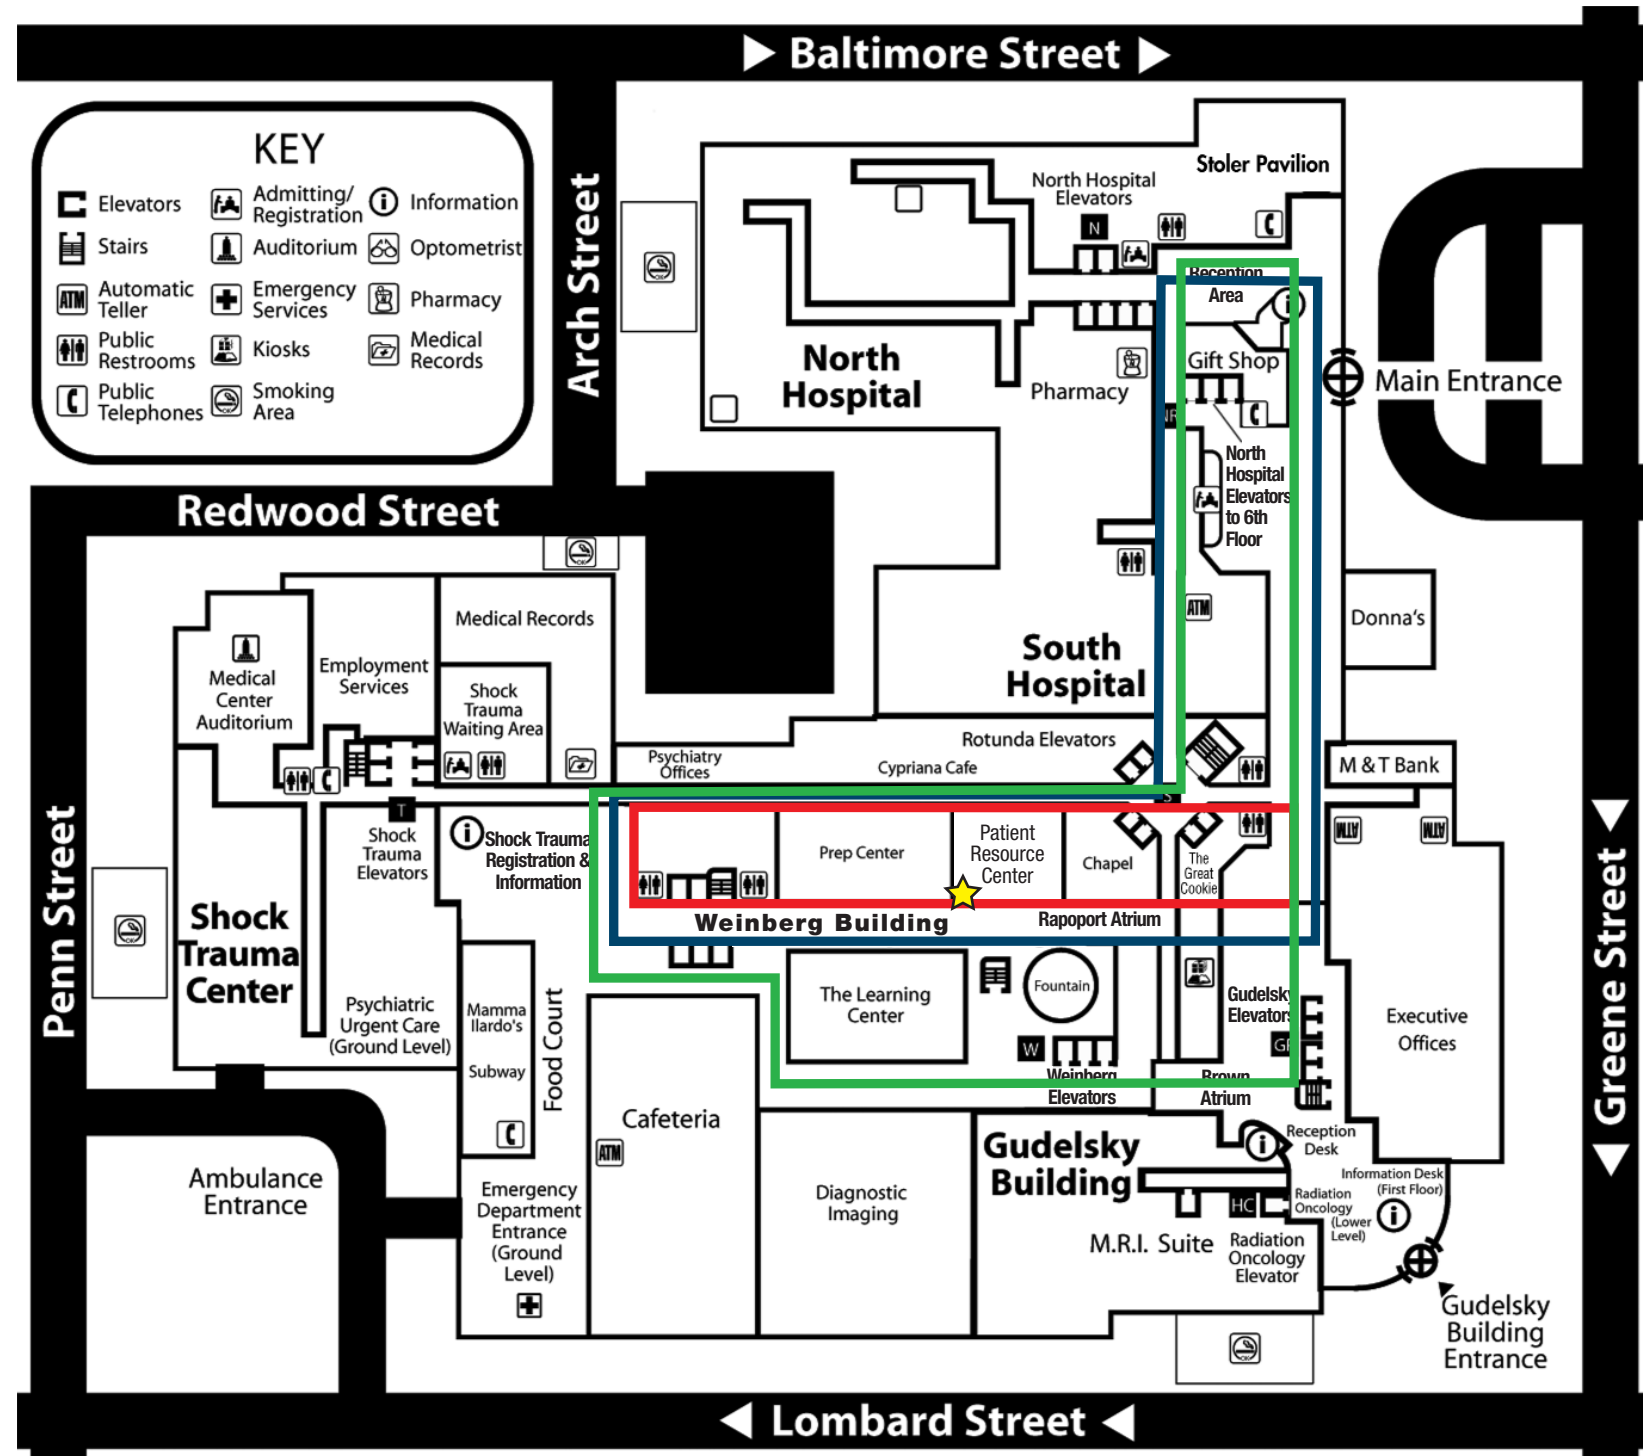 Baltimore Street
KEY
Elevators
Stairs
ATM
Automatic
Teller
Public
Restrooms
Public
Telephones
Admitting/
Registration
Auditorium
Emergency
Services
Kiosks
Smoking
Area
Information
Optometrist
Pharmacy
Medical
Records
Arch Street
Stoler Pavilion
North Hospital
Elevators
N
Reception
Area
North
Hospital
Pharmacy
Gift Shop
Main Entrance
North
Hospital
Elevators
to 6th
Floor
Redwood Street
ATM
Donna's
South
Hospital
Medical Records
Medical
Center
Auditorium
Employment
Services
Shock
Trauma
Waiting Area
Psychiatry
Offices
Rotunda Elevators
Cypriana Cafe
M & T Bank
S
T
Shock
Trauma
Elevators
Shock Trauma
Registration &
Information
Prep Center
Patient
Resource
Center
Chapel
The
Great
Cookie
ATM
ATM
Weinberg Building
Rapoport Atrium
Penn Street
Shock
Trauma
Center
Psychiatric
Urgent Care
(Ground Level)
Mamma
Ilardo's
Subway
Food Court
The Learning
Center
Fountain
W
Weinberg
Elevators
Gudelsky
Elevators
Brown
Atrium
Executive
Offices
Greene Street
Cafeteria
ATM
Diagnostic
Imaging
Gudelsky
Building
Reception
Desk
Information Desk
(First Floor)
HC
Radiation
Oncology
(Lower
Level)
M.R.I. Suite
Radiation
Oncology
Elevator
Ambulance
Entrance
Emergency
Department
Entrance
(Ground
Level)
Gudelsky
Building
Entrance
Lombard Street